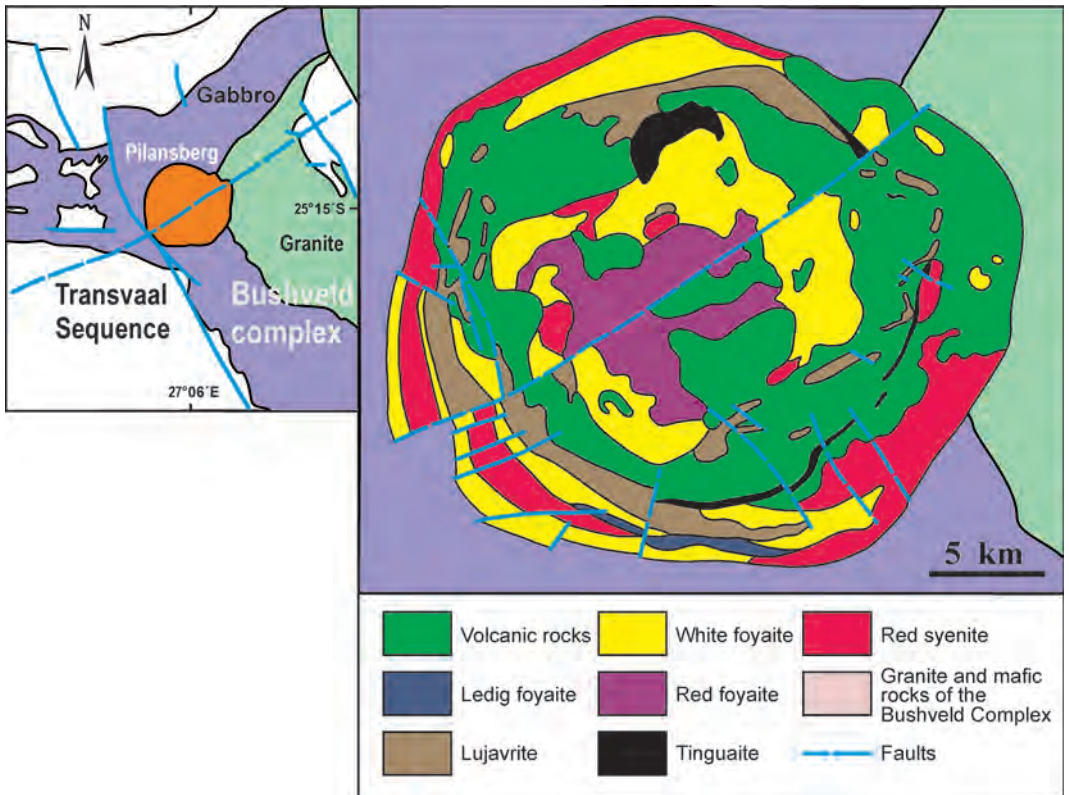 N
Gabbro
Pilansberg
25°15´S
Granite
Transvaal
Sequence
Bushveld
complex
27°06´E
5 km
Volcanic rocks
White foyaite
Red syenite
Ledig foyaite
Red foyaite
Granite and mafic
rocks of the
Bushveld Complex
Lujavrite
Tinguaite
Faults